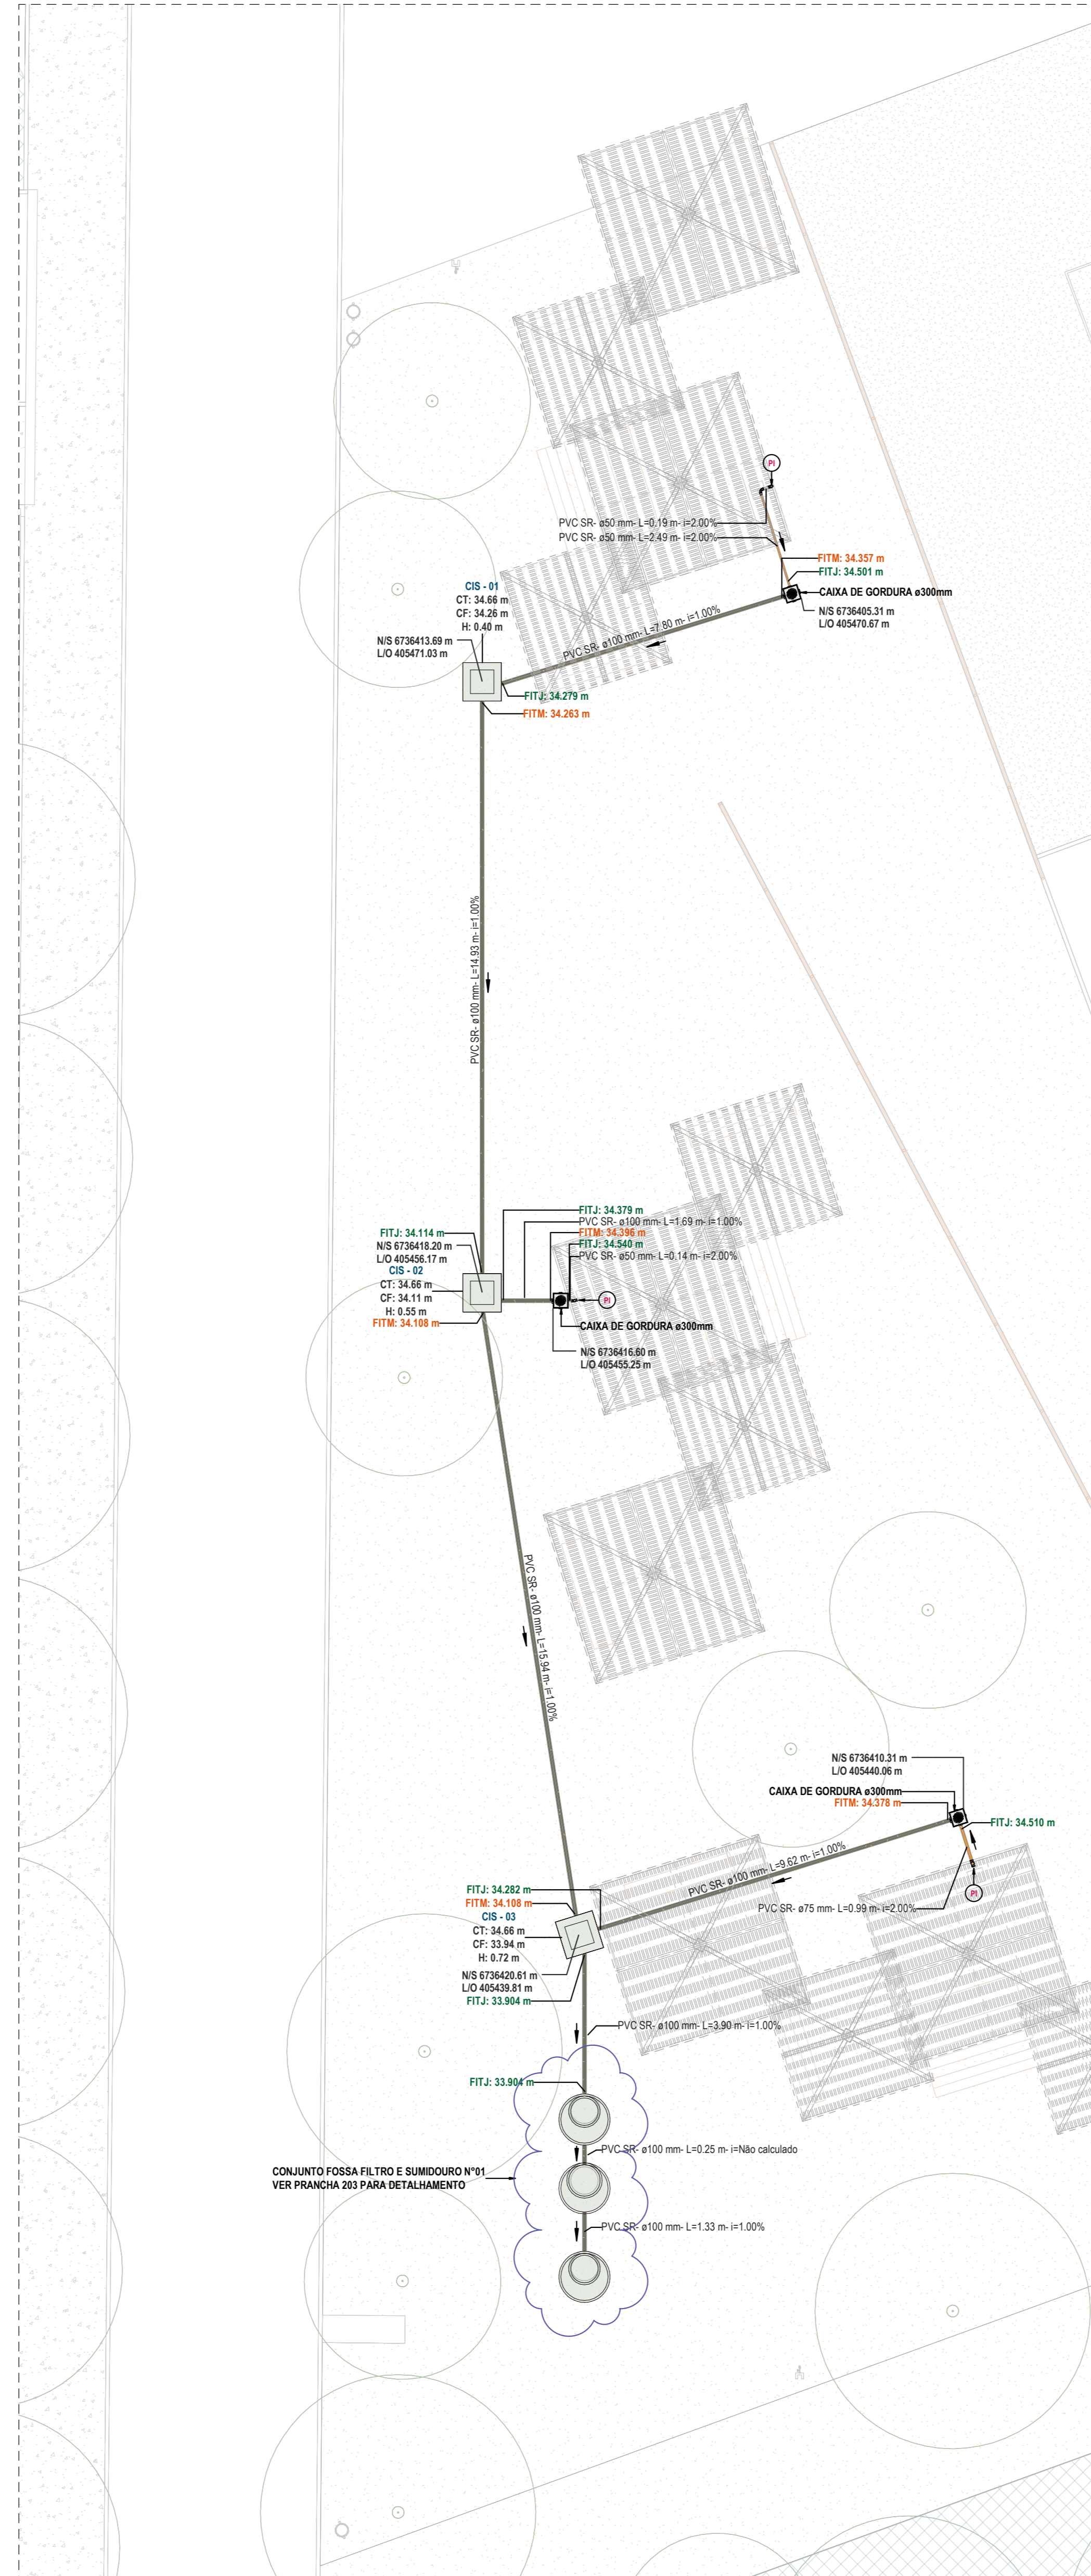 PI
PVC SR- ø50 mm- L=0.19 m- i=2.00%
PVC SR- ø50 mm- L=2.49 m- i=2.00%
FITM: 34.357 m
FITJ: 34.501 m
CAIXA DE GORDURA ø300mm
N/S 6736405.31 m
L/O 405470.67 m
CIS - 01
CT: 34.66 m
CF: 34.26 m
H: 0.40 m
N/S 6736413.69 m
L/O 405471.03 m
PVC SR- ø100 mm- L=7.80 m- i=1.00%
FITJ: 34.279 m
FITM: 34.263 m
PVC SR- ø100 mm- L=14.93 m- i=1.00%
FITJ: 34.379 m
PVC SR- ø100 mm- L=1.69 m- i=1.00%
FITM: 34.396 m
FITJ: 34.540 m
PVC SR- ø50 mm- L=0.14 m- i=2.00%
FITJ: 34.114 m
N/S 6736418.20 m
L/O 405456.17 m
CIS - 02
CT: 34.66 m
CF: 34.11 m
H: 0.55 m
FITM: 34.108 m
PI
CAIXA DE GORDURA ø300mm
N/S 6736416.60 m
L/O 405455.25 m
PVC SR- ø100 mm- L=15.94 m- i=1.00%
N/S 6736410.31 m
L/O 405440.06 m
CAIXA DE GORDURA ø300mm
FITM: 34.378 m
FITJ: 34.510 m
PVC SR- ø100 mm- L=9.62 m- i=1.00%
PI
PVC SR- ø75 mm- L=0.99 m- i=2.00%
FITJ: 34.282 m
FITM: 34.108 m
CIS - 03
CT: 34.66 m
CF: 33.94 m
H: 0.72 m
N/S 6736420.61 m
L/O 405439.81 m
FITJ: 33.904 m
PVC SR- ø100 mm- L=3.90 m- i=1.00%
FITJ: 33.904 m
PVC SR- ø100 mm- L=0.25 m- i=Não calculado
CONJUNTO FOSSA FILTRO E SUMIDOURO N°01
VER PRANCHA 203 PARA DETALHAMENTO
PVC SR- ø100 mm- L=1.33 m- i=1.00%